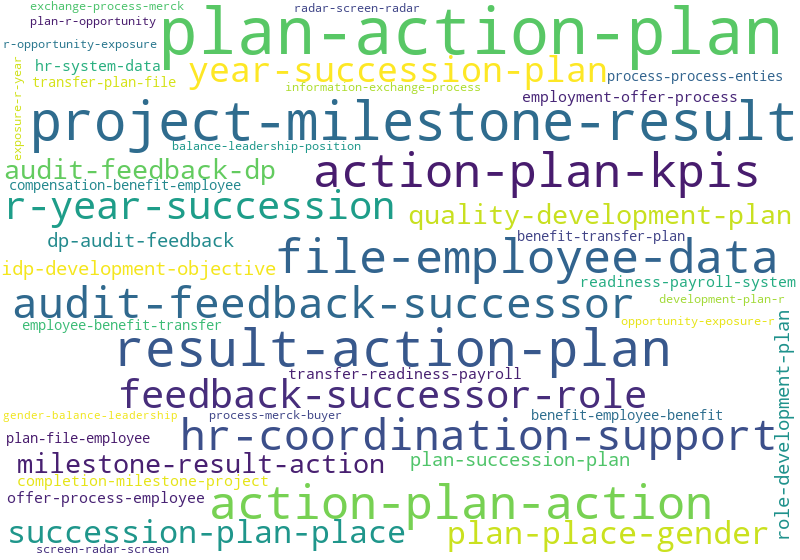 exchange-process-merck
radar-screen-radar
plan-action-plan
plan-r-opportunity
r-opportunity-exposure
year-succession-plan
hr-system-data
process-process-enties
transfer-plan-file
information-exchange-process
exposure-r-year
employment-offer-process
project-milestone-result
balance-leadership-position
audit-feedback-dp
action-plan-kpis
compensation-benefit-employee
r-year-succession
quality-development-plan
dp-audit-feedback
benefit-transfer-plan
file-employee-data
idp-development-objective
readiness-payroll-system
audit-feedback-successor
development-plan-r
employee-benefit-transfer
opportunity-exposure-r
role-development-plan
result-action-plan
transfer-readiness-payroll
feedback-successor-role
gender-balance-leadership
process-merck-buyer
benefit-employee-benefit
plan-file-employee
hr-coordination-support
milestone-result-action
plan-succession-plan
completion-milestone-project
offer-process-employee
action-plan-action
succession-plan-place
plan-place-gender
screen-radar-screen